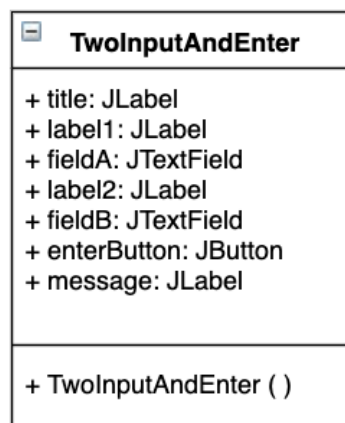 TwoInputAndEnter
+ title: JLabel
+ label1: JLabel
+ fieldA: JTextField
+ label2: JLabel
+ fieldB: JTextField
+ enterButton: JButton
+ message: JLabel
+ TwoInputAndEnter ( )